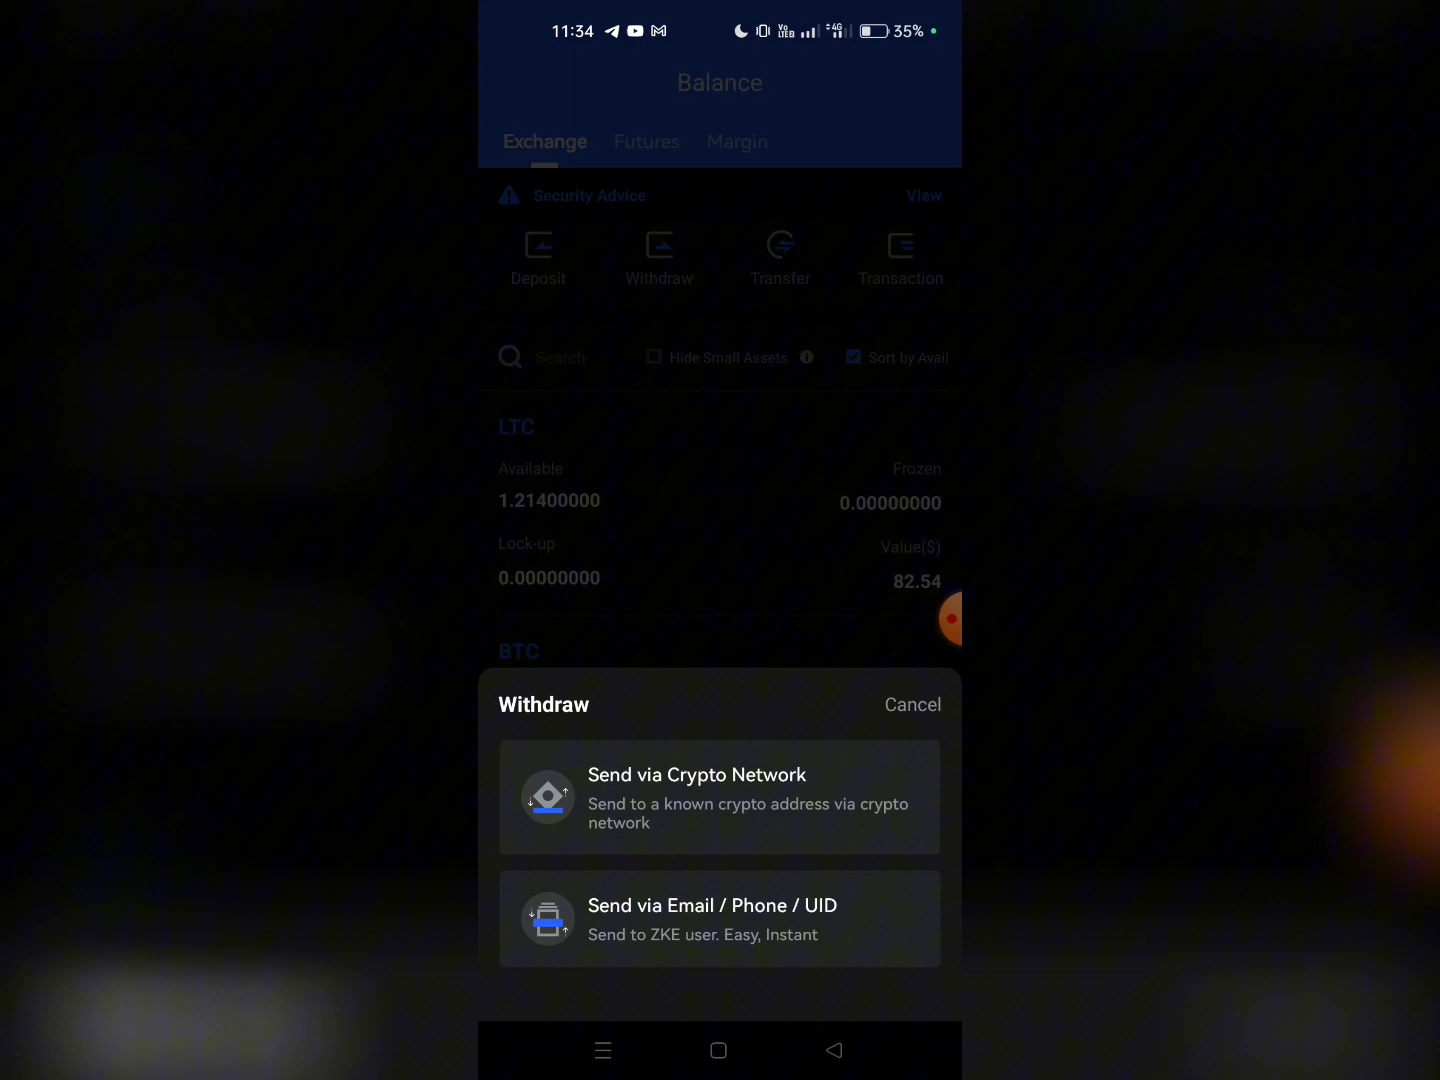 11:34 Vo LTE2 4G 35%
Balance
Exchange Futures Margin
Security Advice View
Deposit Withdraw Transfer Transaction
Search Hide Small Assets Sort by Avail
LTC
Available Frozen
1.21400000 0.00000000
Lock-up Value($)
0.00000000 82.54
BTC
Withdraw Cancel
Send via Crypto Network
Send to a known crypto address via crypto
network
Send via Email / Phone / UID
Send to ZKE user. Easy, Instant